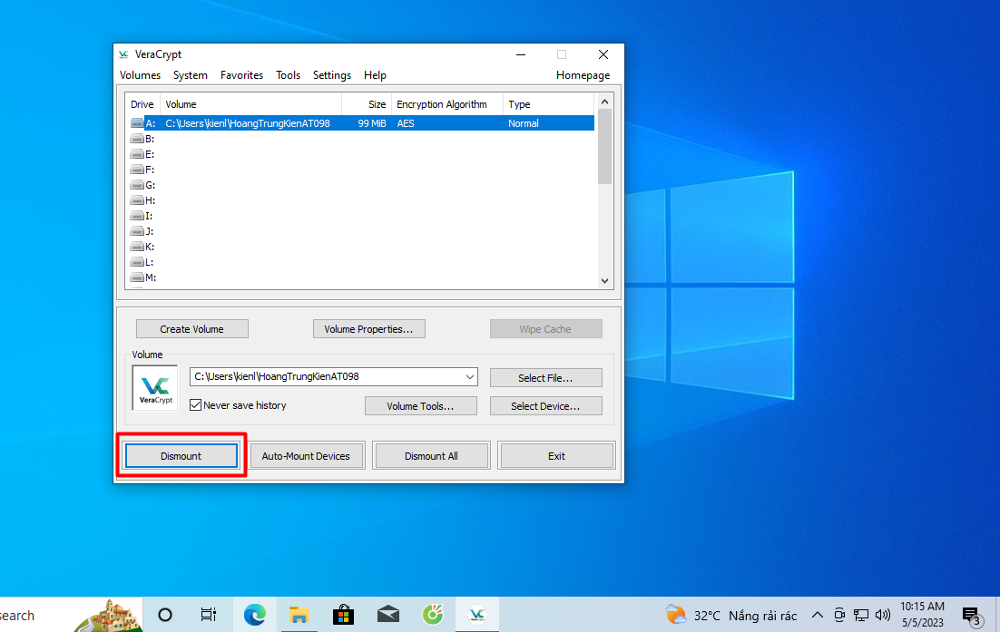 VeraCrypt
Volumes System Favorites Tools Settings Help Homepage
Drive Volume Size Encryption Algorithm Type
A: C:\Users\kienl\HoangTrungKienAT098 99 MiB AES Normal
B:
E:
F:
G:
H:
I:
J:
K:
L:
M:
Create Volume Volume Properties... Wipe Cache
Volume
C:\Users\kienl\HoangTrungKienAT098 Select File...
VeraCrypt
Never save history Volume Tools... Select Device...
Dismount Auto-Mount Devices Dismount All Exit
earch 32°C Nắng rải rác 10:15 AM
5/5/2023 3